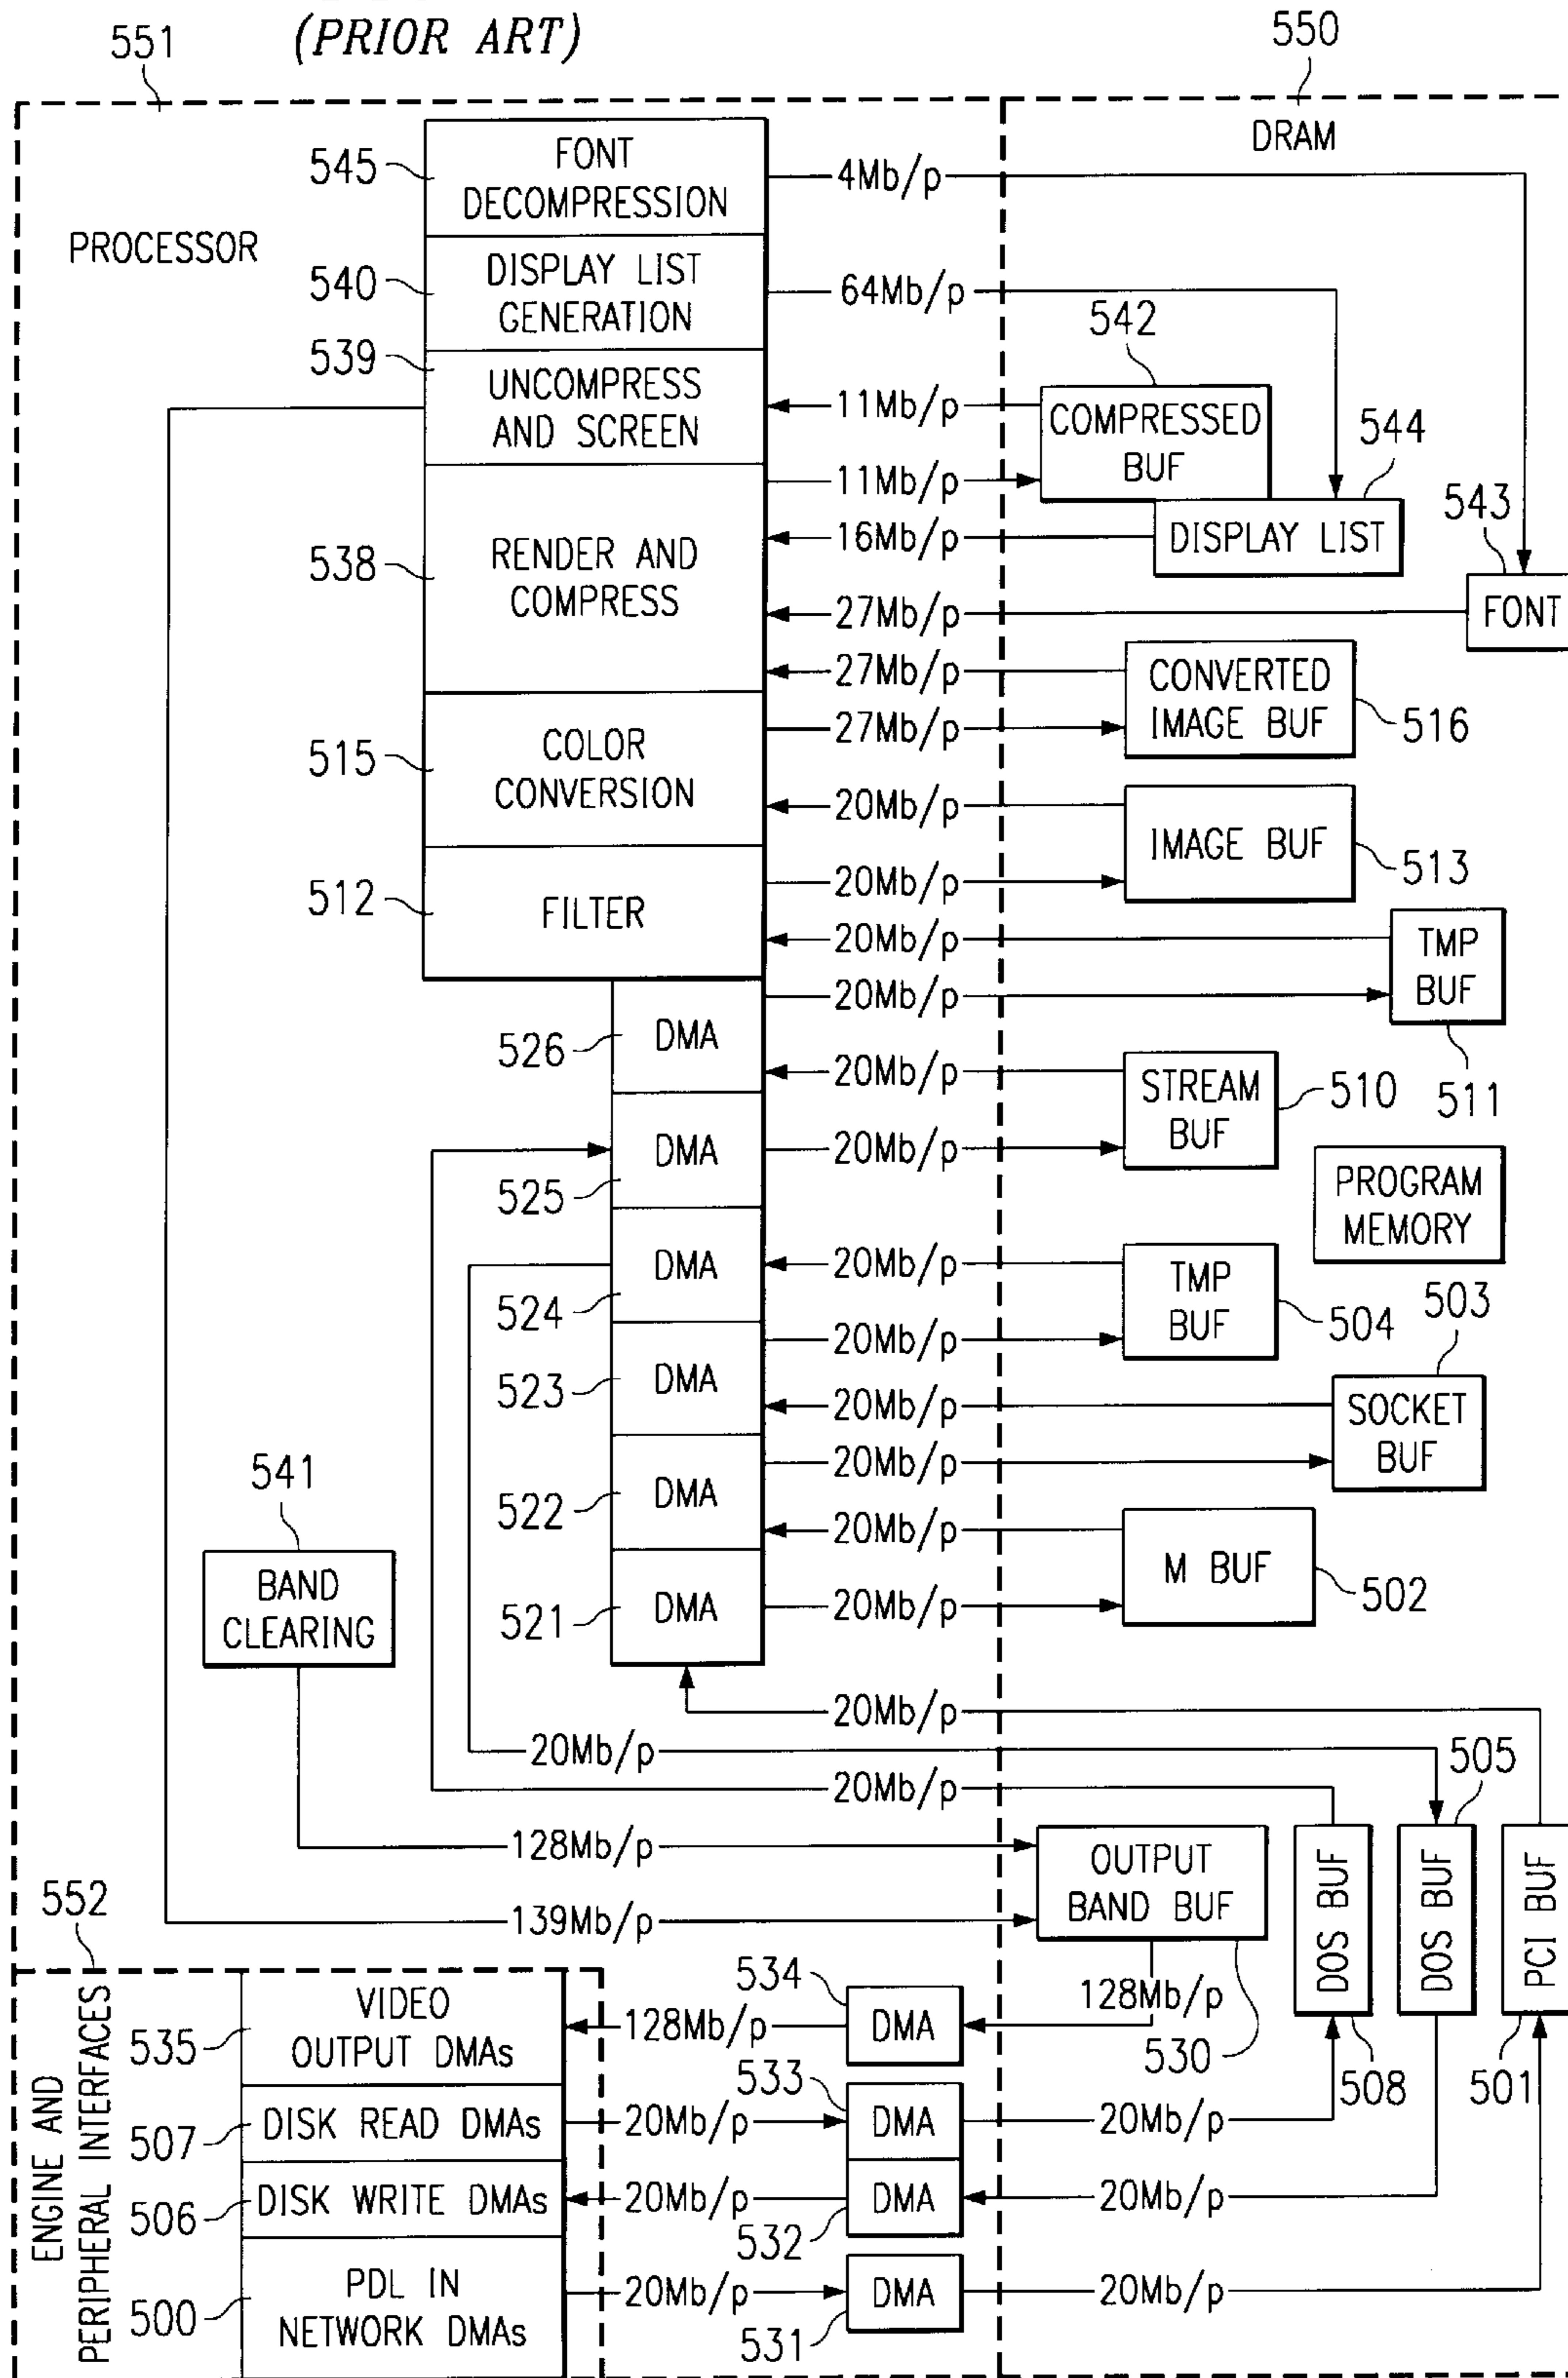 (PRIOR ART)
551
550
PROCESSOR
DRAM
545
FONT
DECOMPRESSION
4Mb/p
540
DISPLAY LIST
GENERATION
64Mb/p
539
UNCOMPRESS
AND SCREEN
11Mb/p
542
COMPRESSED
BUF
544
11Mb/p
538
RENDER AND
COMPRESS
16Mb/p
DISPLAY LIST
543
FONT
27Mb/p
27Mb/p
CONVERTED
IMAGE BUF
516
515
COLOR
CONVERSION
27Mb/p
20Mb/p
IMAGE BUF
513
512
FILTER
20Mb/p
20Mb/p
TMP
BUF
511
20Mb/p
526
DMA
20Mb/p
STREAM
BUF
510
525
DMA
20Mb/p
PROGRAM
MEMORY
524
DMA
20Mb/p
TMP
BUF
504
523
DMA
20Mb/p
503
20Mb/p
SOCKET
BUF
522
DMA
20Mb/p
541
BAND
CLEARING
20Mb/p
M BUF
502
521
DMA
20Mb/p
20Mb/p
20Mb/p
505
20Mb/p
128Mb/p
OUTPUT
BAND BUF
DOS BUF
DOS BUF
PCI BUF
139Mb/p
552
530
508
501
ENGINE AND
PERIPHERAL INTERFACES
535
VIDEO
OUTPUT DMAs
128Mb/p
534
DMA
128Mb/p
507
DISK READ DMAs
20Mb/p
533
DMA
20Mb/p
506
DISK WRITE DMAs
20Mb/p
DMA
532
20Mb/p
500
PDL IN
NETWORK DMAs
20Mb/p
DMA
531
20Mb/p